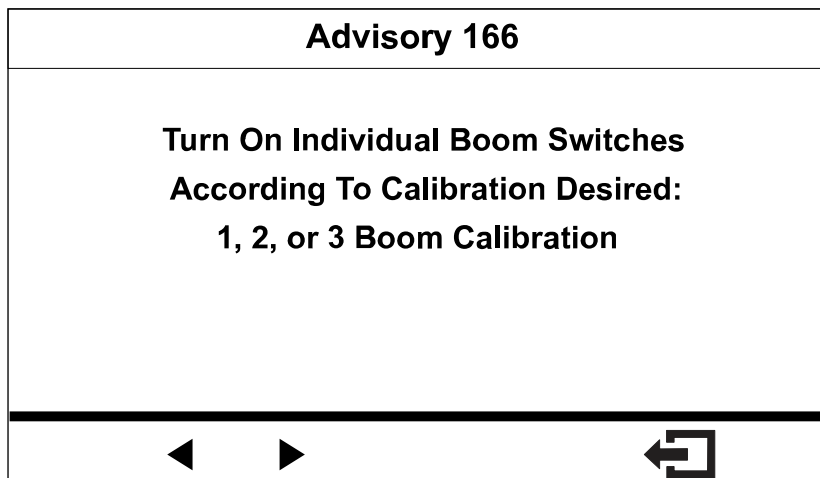 Advisory 166
Turn On Individual Boom Switches
According To Calibration Desired:
1, 2, or 3 Boom Calibration